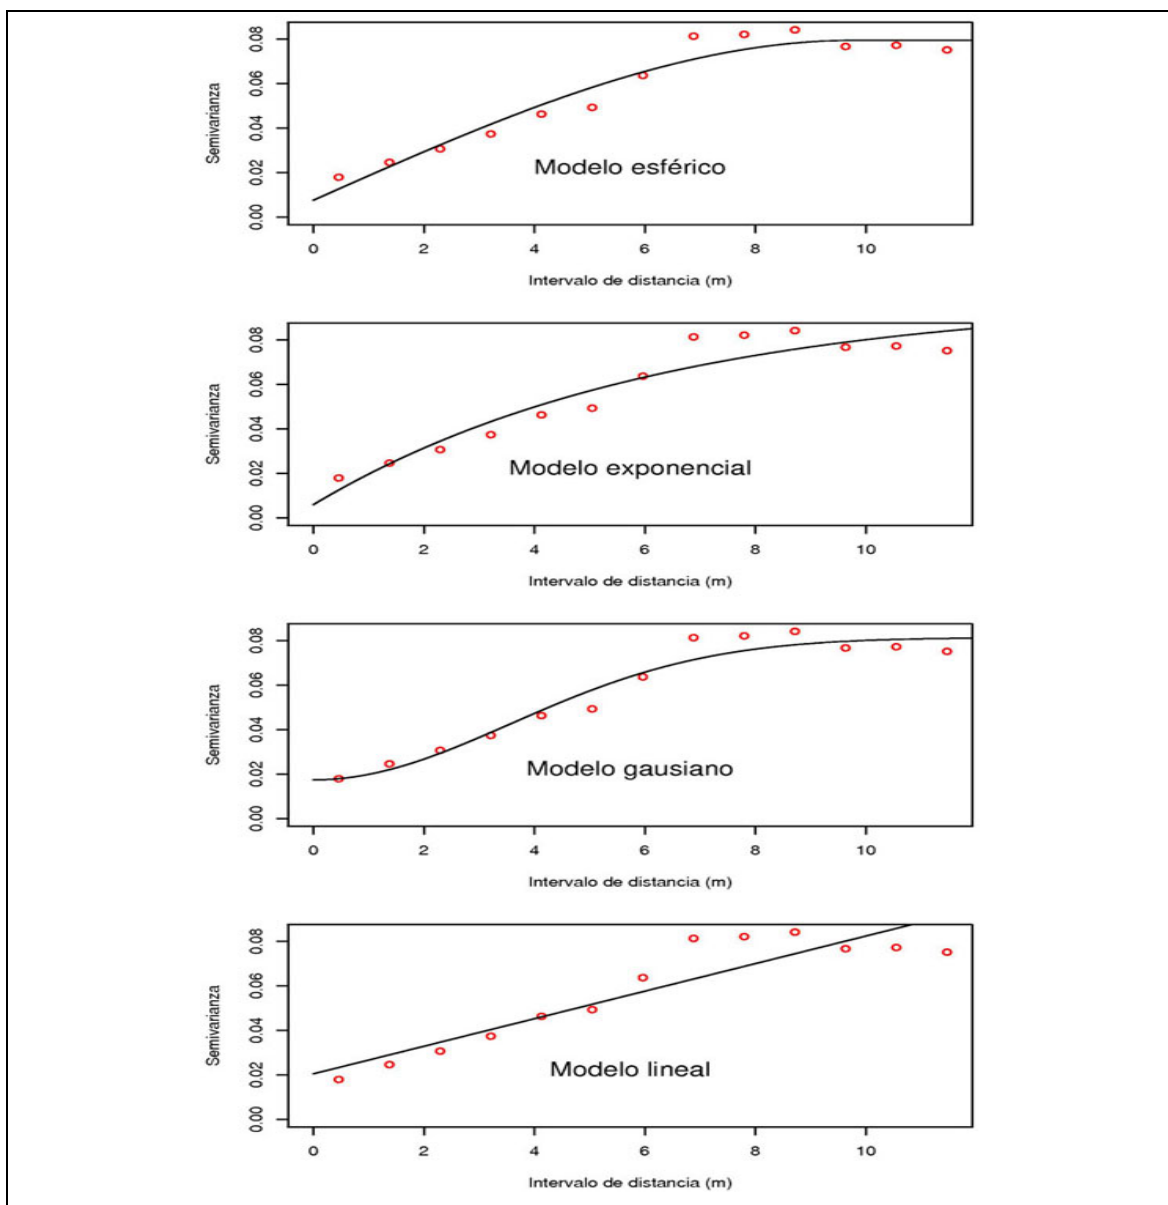 0.08
0.06
0.04
0.02
0.00
Semivarianza
Modelo esférico
0 2 4 6 8 10
Intervalo de distancia (m)
0.08
0.06
0.04
0.02
0.00
Semivarianza
Modelo exponencial
0 2 4 6 8 10
Intervalo de distancia (m)
0.08
0.06
0.04
0.02
0.00
Semivarianza
Modelo gausiano
0 2 4 6 8 10
Intervalo de distancia (m)
0.08
0.06
0.04
0.02
0.00
Semivarianza
Modelo lineal
0 2 4 6 8 10
Intervalo de distancia (m)